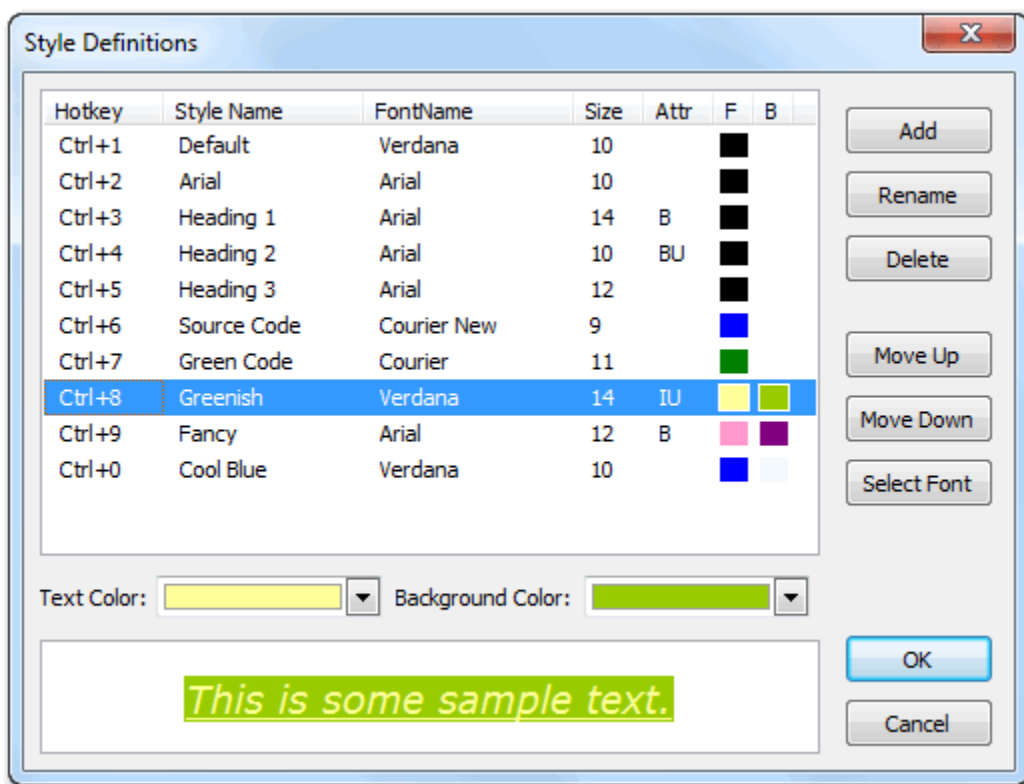 Style Definitions
Hotkey Style Name FontName Size Attr F B
Ctrl+1 Default Verdana 10
Ctrl+2 Arial Arial 10
Ctrl+3 Heading 1 Arial 14 B
Ctrl+4 Heading 2 Arial 10 BU
Ctrl+5 Heading 3 Arial 12
Ctrl+6 Source Code Courier New 9
Ctrl+7 Green Code Courier 11
Ctrl+8 Greenish Verdana 14 IU
Ctrl+9 Fancy Arial 12 B
Ctrl+0 Cool Blue Verdana 10
Add
Rename
Delete
Move Up
Move Down
Select Font
Text Color: Background Color:
This is some sample text.
OK
Cancel